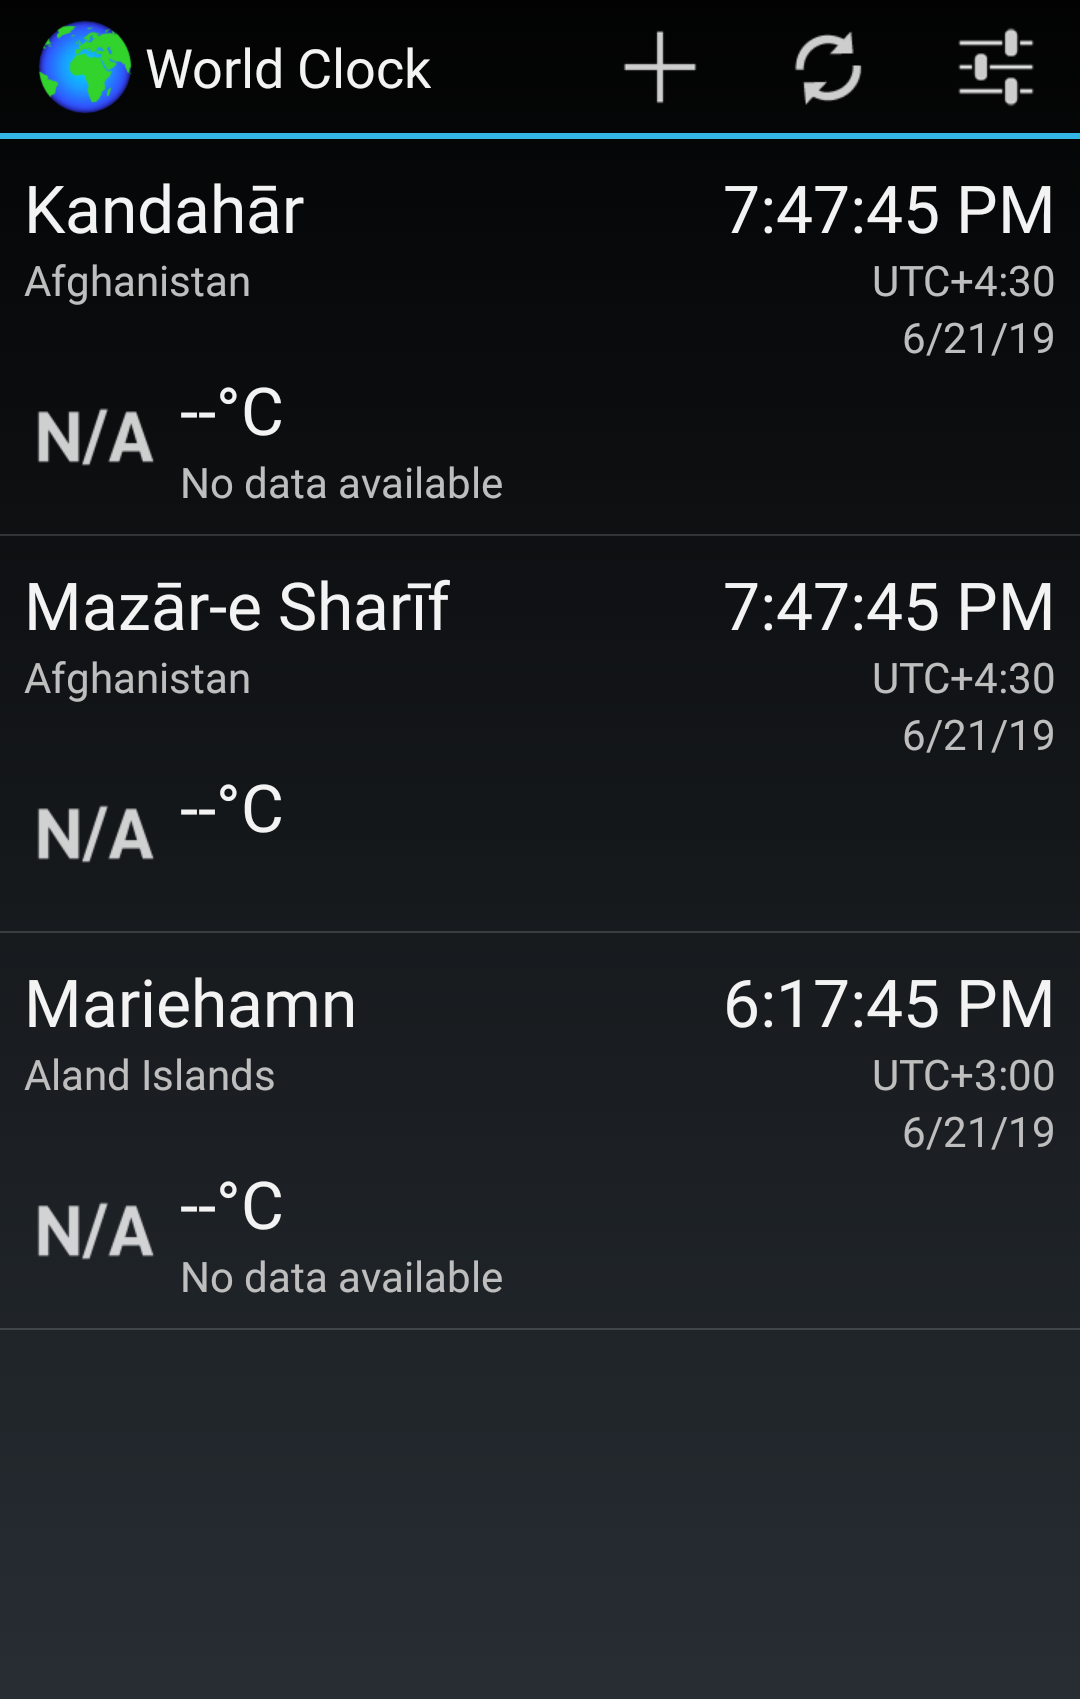 World Clock
Kandahār 7:47:45 PM
Afghanistan UTC+4:30
6/21/19
N/A --°C
No data available
Mazār-e Sharīf 7:47:45 PM
Afghanistan UTC+4:30
6/21/19
N/A --°C
Mariehamn 6:17:45 PM
Aland Islands UTC+3:00
6/21/19
N/A --°C
No data available